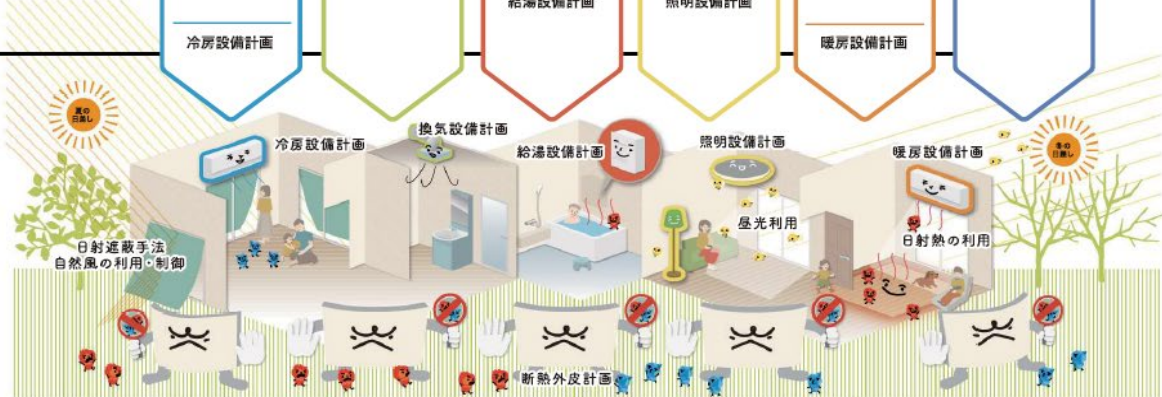 給湯設備計画
照明設備計画
冷房設備計画
暖房設備計画
夏の
日差し
冷房設備計画
換気設備計画
給湯設備計画
照明設備計画
暖房設備計画
冬の
日差し
日射遮蔽手法
自然風の利用・制御
昼光利用
日射熱の利用
断熱外皮計画